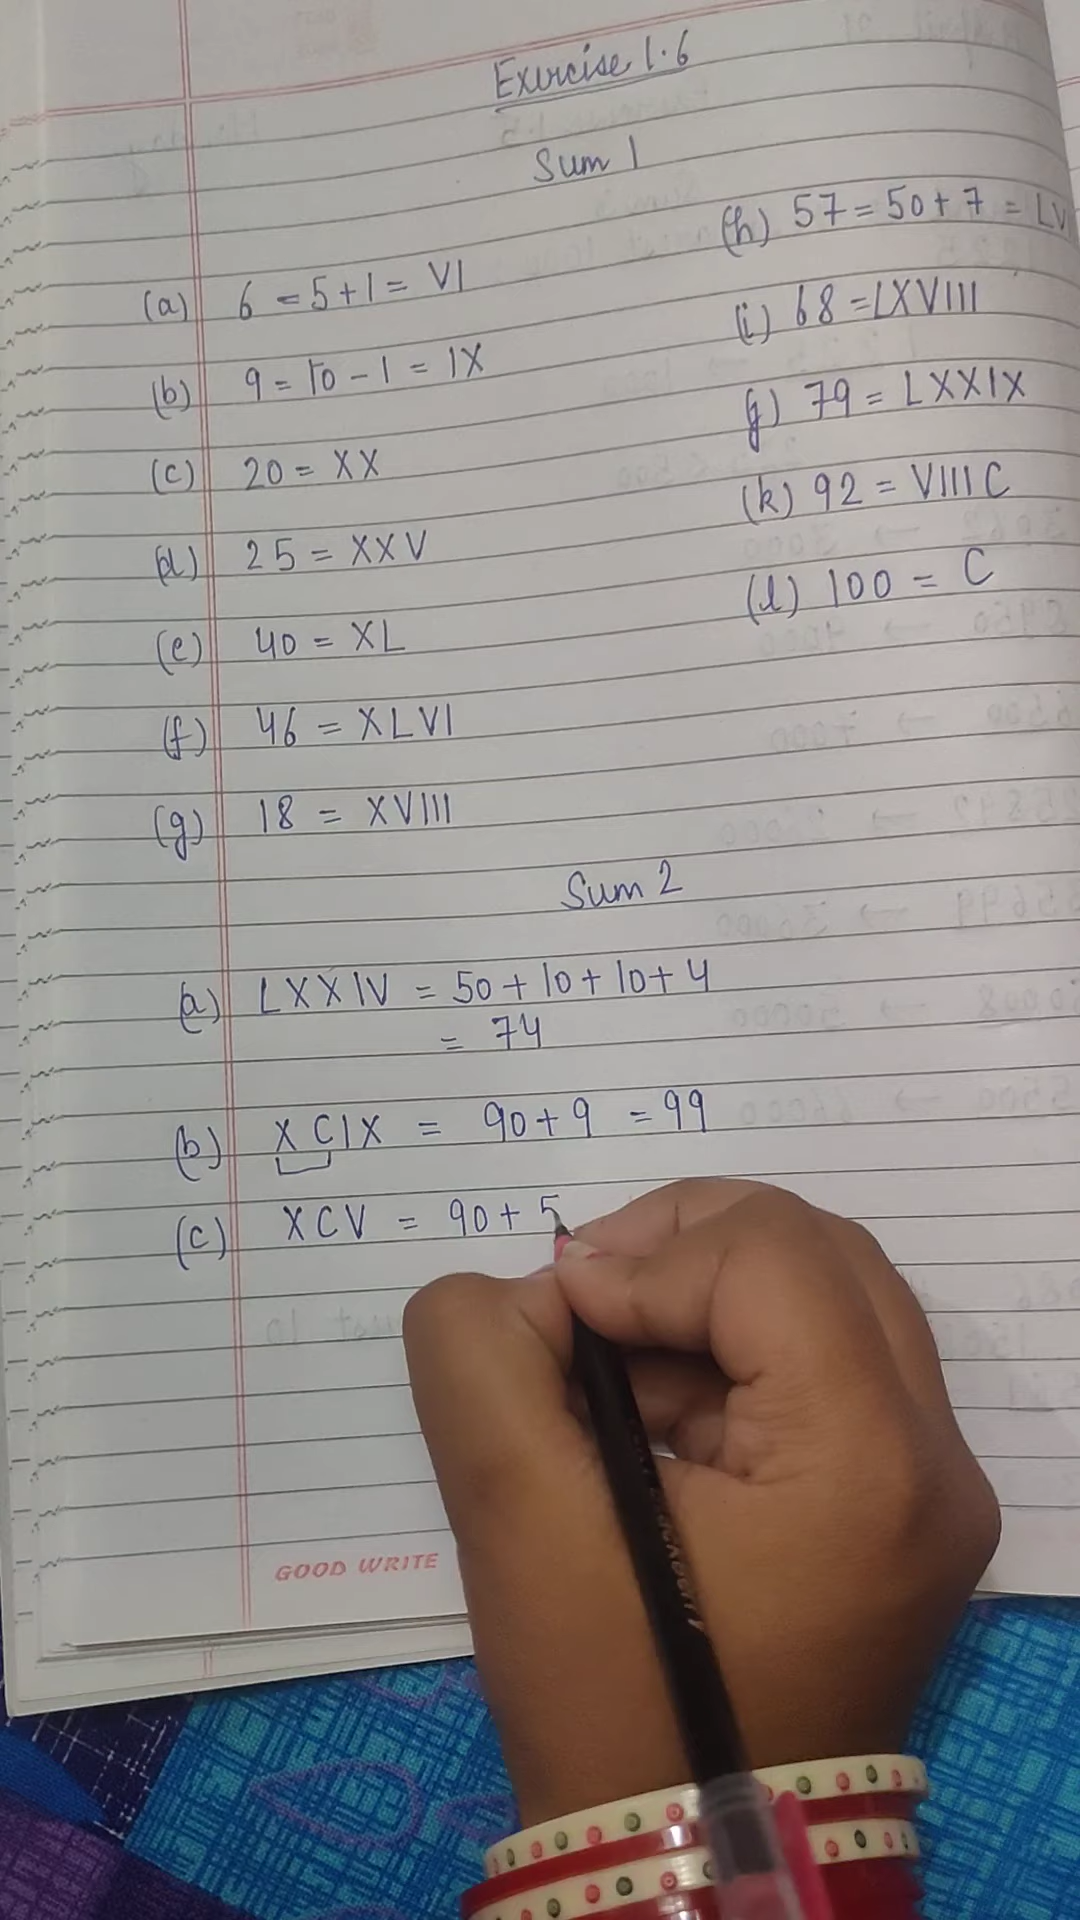 Exercise 1.6
Sum 1
(a) 6 = 5+1 = VI
(b) 9 = 10 - 1 = IX
(c) 20 = XX
(d) 25 = XXV
(e) 40 = XL
(f) 46 = XLVI
(g) 18 = XVIII
(h) 57 = 50 + 7 = LV
(i) 68 = LXVIII
(j) 79 = LXXIX
(k) 92 = VIIIC
(l) 100 = C
Sum 2
(a) LXXIV = 50 + 10 + 10 + 4
= 74
(b) XCIX = 90 + 9 = 99
(c) XCV = 90 + 5
GOOD WRITE